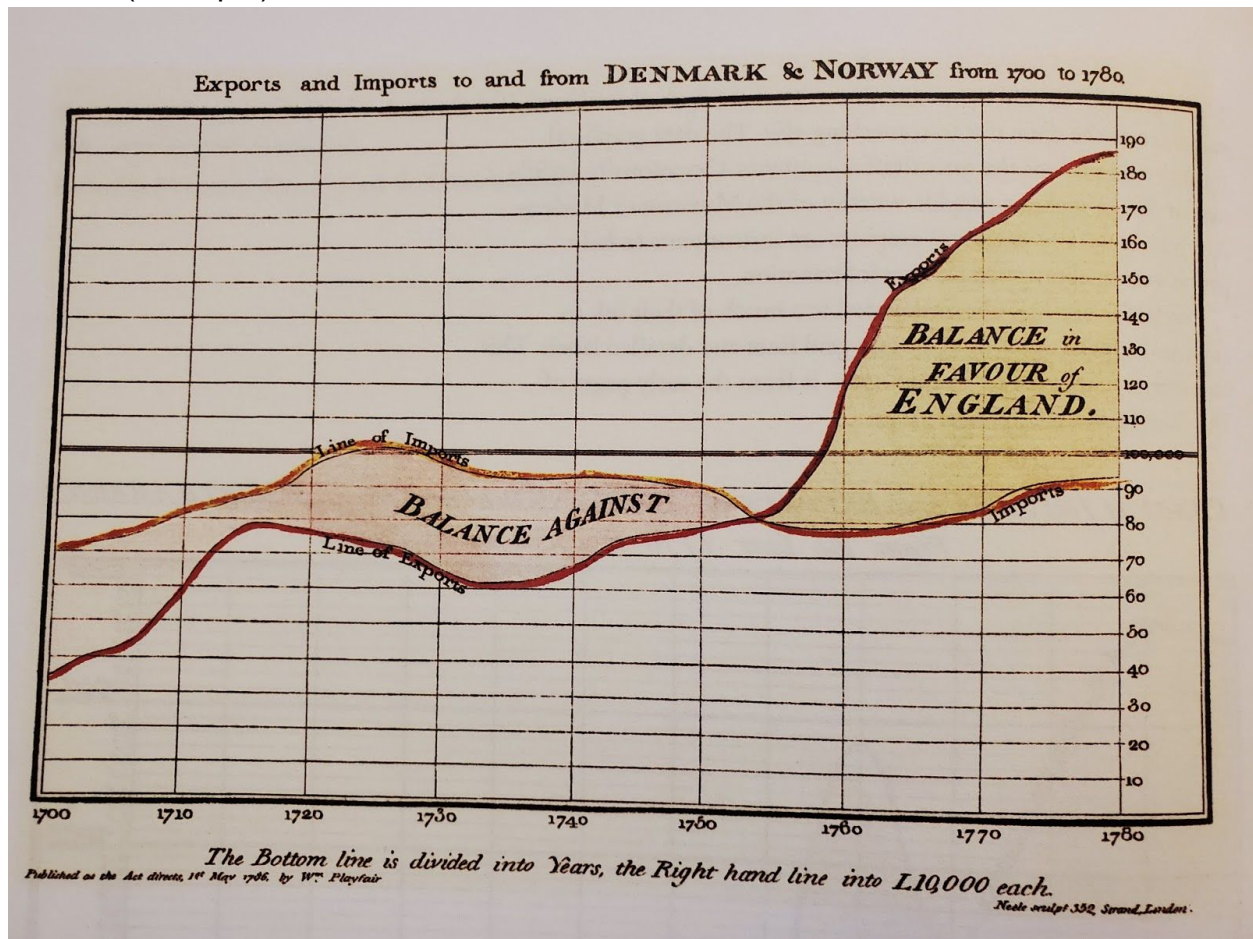 Exports and Imports to and from DENMARK & NORWAY from 1700 to 1780.
190
180
170
160
150
140
130
120
110
100,000
90
80
70
60
50
40
30
20
10
Exports
BALANCE in
FAVOUR of
ENGLAND.
Line of Imports
BALANCE AGAINST
Imports
Line of Exports
1700 1710 1720 1730 1740 1750 1760 1770 1780
The Bottom line is divided into Years, the Right hand line into L10,000 each.
Published as the Act directs, 1st May 1786, by Wm. Playfair
Neele sculpt 352, Strand, London.